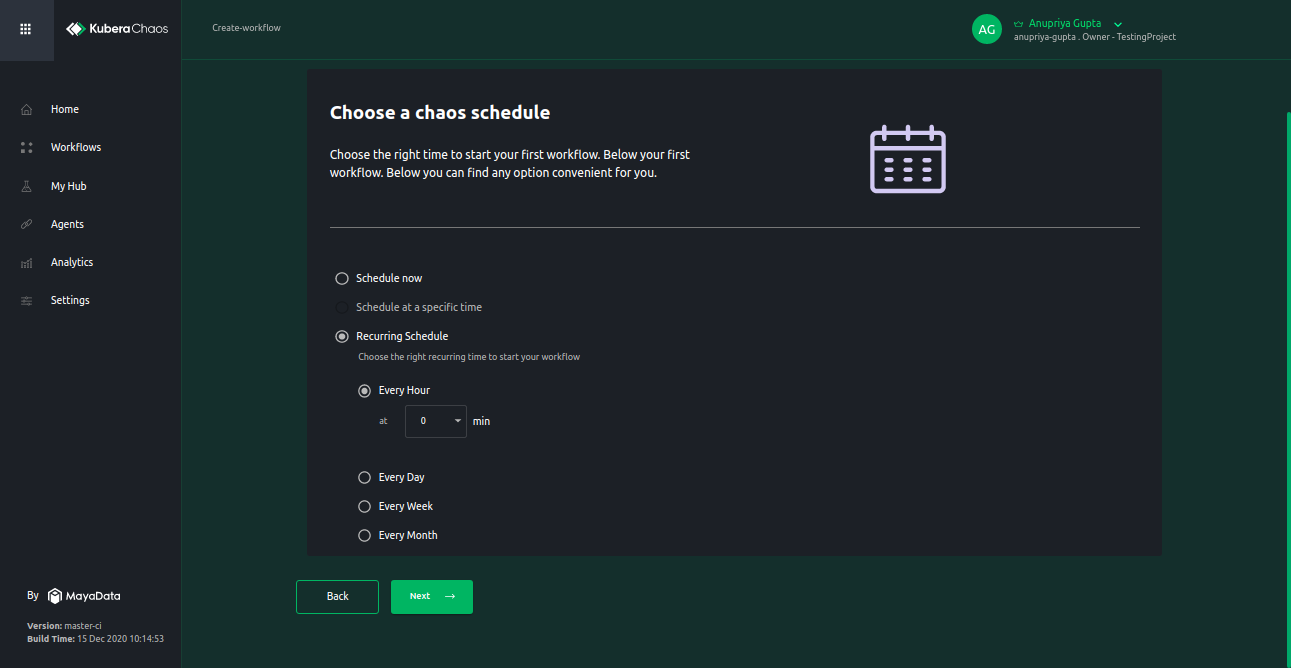 KuberaChaos
Create-workflow
AG
Anupriya Gupta
anupriya-gupta . Owner - TestingProject
Home
Workflows
My Hub
Agents
Analytics
Settings
By MayaData
Version: master-ci
Build Time: 15 Dec 2020 10:14:53
Choose a chaos schedule
Choose the right time to start your first workflow. Below your first
workflow. Below you can find any option convenient for you.
Schedule now
Schedule at a specific time
Recurring Schedule
Choose the right recurring time to start your workflow
Every Hour
at 0 min
Every Day
Every Week
Every Month
Back
Next →